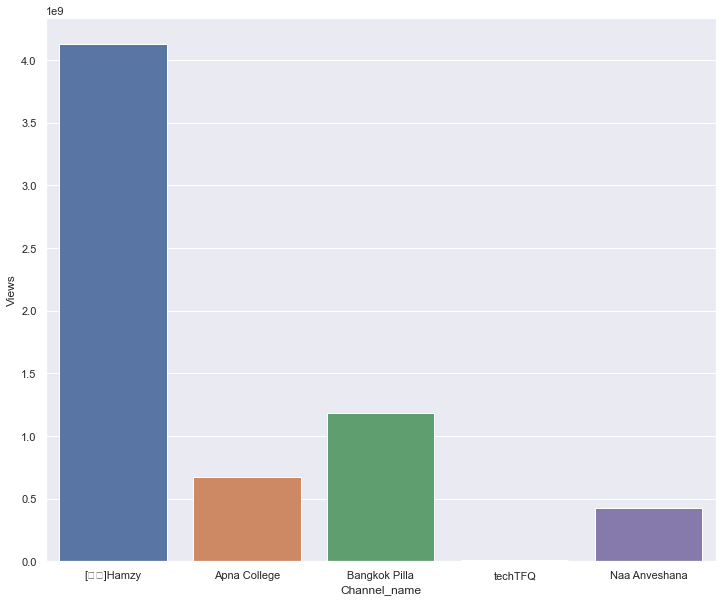 1e9
4.0
3.5
3.0
2.5
2.0
1.5
1.0
0.5
0.0
Views
[▯▯]Hamzy
Apna College
Bangkok Pilla
techTFQ
Naa Anveshana
Channel_name